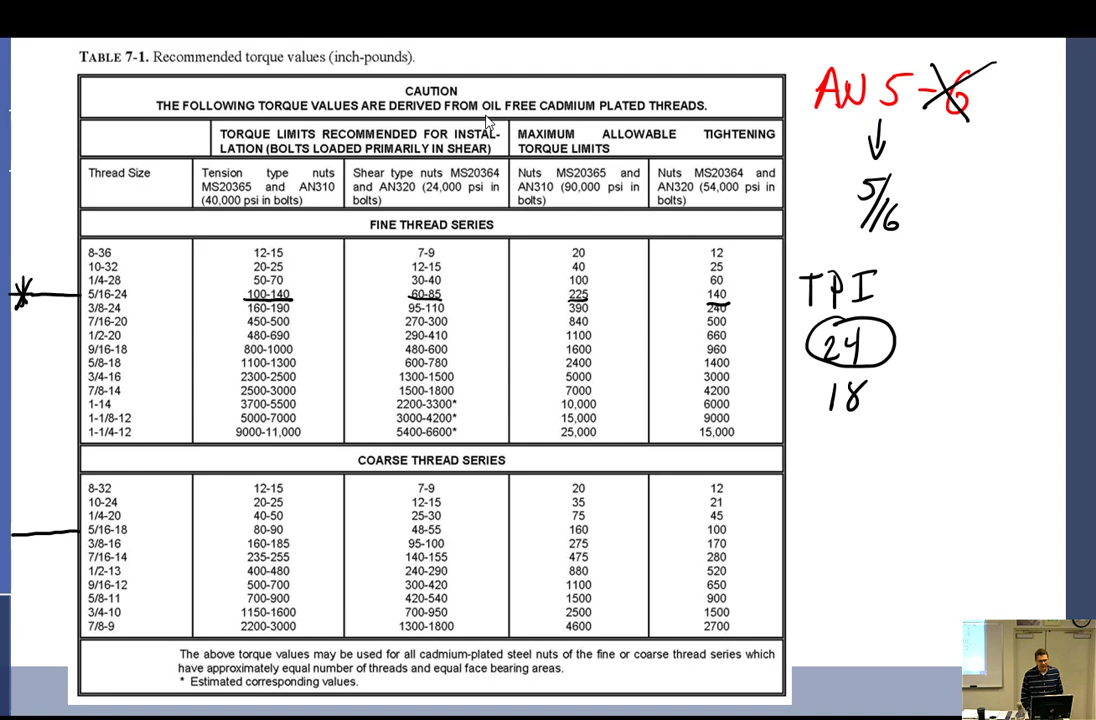 TABLE 7-1. Recommended torque values (inch-pounds).
CAUTION
THE FOLLOWING TORQUE VALUES ARE DERIVED FROM OIL FREE CADMIUM PLATED THREADS.
TORQUE LIMITS RECOMMENDED FOR INSTAL- MAXIMUM ALLOWABLE TIGHTENING
LATION (BOLTS LOADED PRIMARILY IN SHEAR) TORQUE LIMITS
Thread Size Tension type nuts Shear type nuts MS20364 Nuts MS20365 and Nuts MS20364 and
MS20365 and AN310 and AN320 (24,000 psi in AN310 (90,000 psi in AN320 (54,000 psi in
(40,000 psi in bolts) bolts) bolts) bolts)
FINE THREAD SERIES
8-36 12-15 7-9 20 12
10-32 20-25 12-15 40 25
1/4-28 50-70 30-40 100 60
5/16-24 100-140 60-85 225 140
3/8-24 160-190 95-110 390 240
7/16-20 450-500 270-300 840 500
1/2-20 480-690 290-410 1100 660
9/16-18 800-1000 480-600 1600 960
5/8-18 1100-1300 600-780 2400 1400
3/4-16 2300-2500 1300-1500 5000 3000
7/8-14 2500-3000 1500-1800 7000 4200
1-14 3700-5500 2200-3300* 10,000 6000
1-1/8-12 5000-7000 3000-4200* 15,000 9000
1-1/4-12 9000-11,000 5400-6600* 25,000 15,000
COARSE THREAD SERIES
8-32 12-15 7-9 20 12
10-24 20-25 12-15 35 21
1/4-20 40-50 25-30 75 45
5/16-18 80-90 48-55 160 100
3/8-16 160-185 95-100 275 170
7/16-14 235-255 140-155 475 280
1/2-13 400-480 240-290 880 520
9/16-12 500-700 300-420 1100 650
5/8-11 700-900 420-540 1500 900
3/4-10 1150-1600 700-950 2500 1500
7/8-9 2200-3000 1300-1800 4600 2700
The above torque values may be used for all cadmium-plated steel nuts of the fine or coarse thread series which
have approximately equal number of threads and equal face bearing areas.
* Estimated corresponding values.
AN 5-6
5/16
TPI
24
18